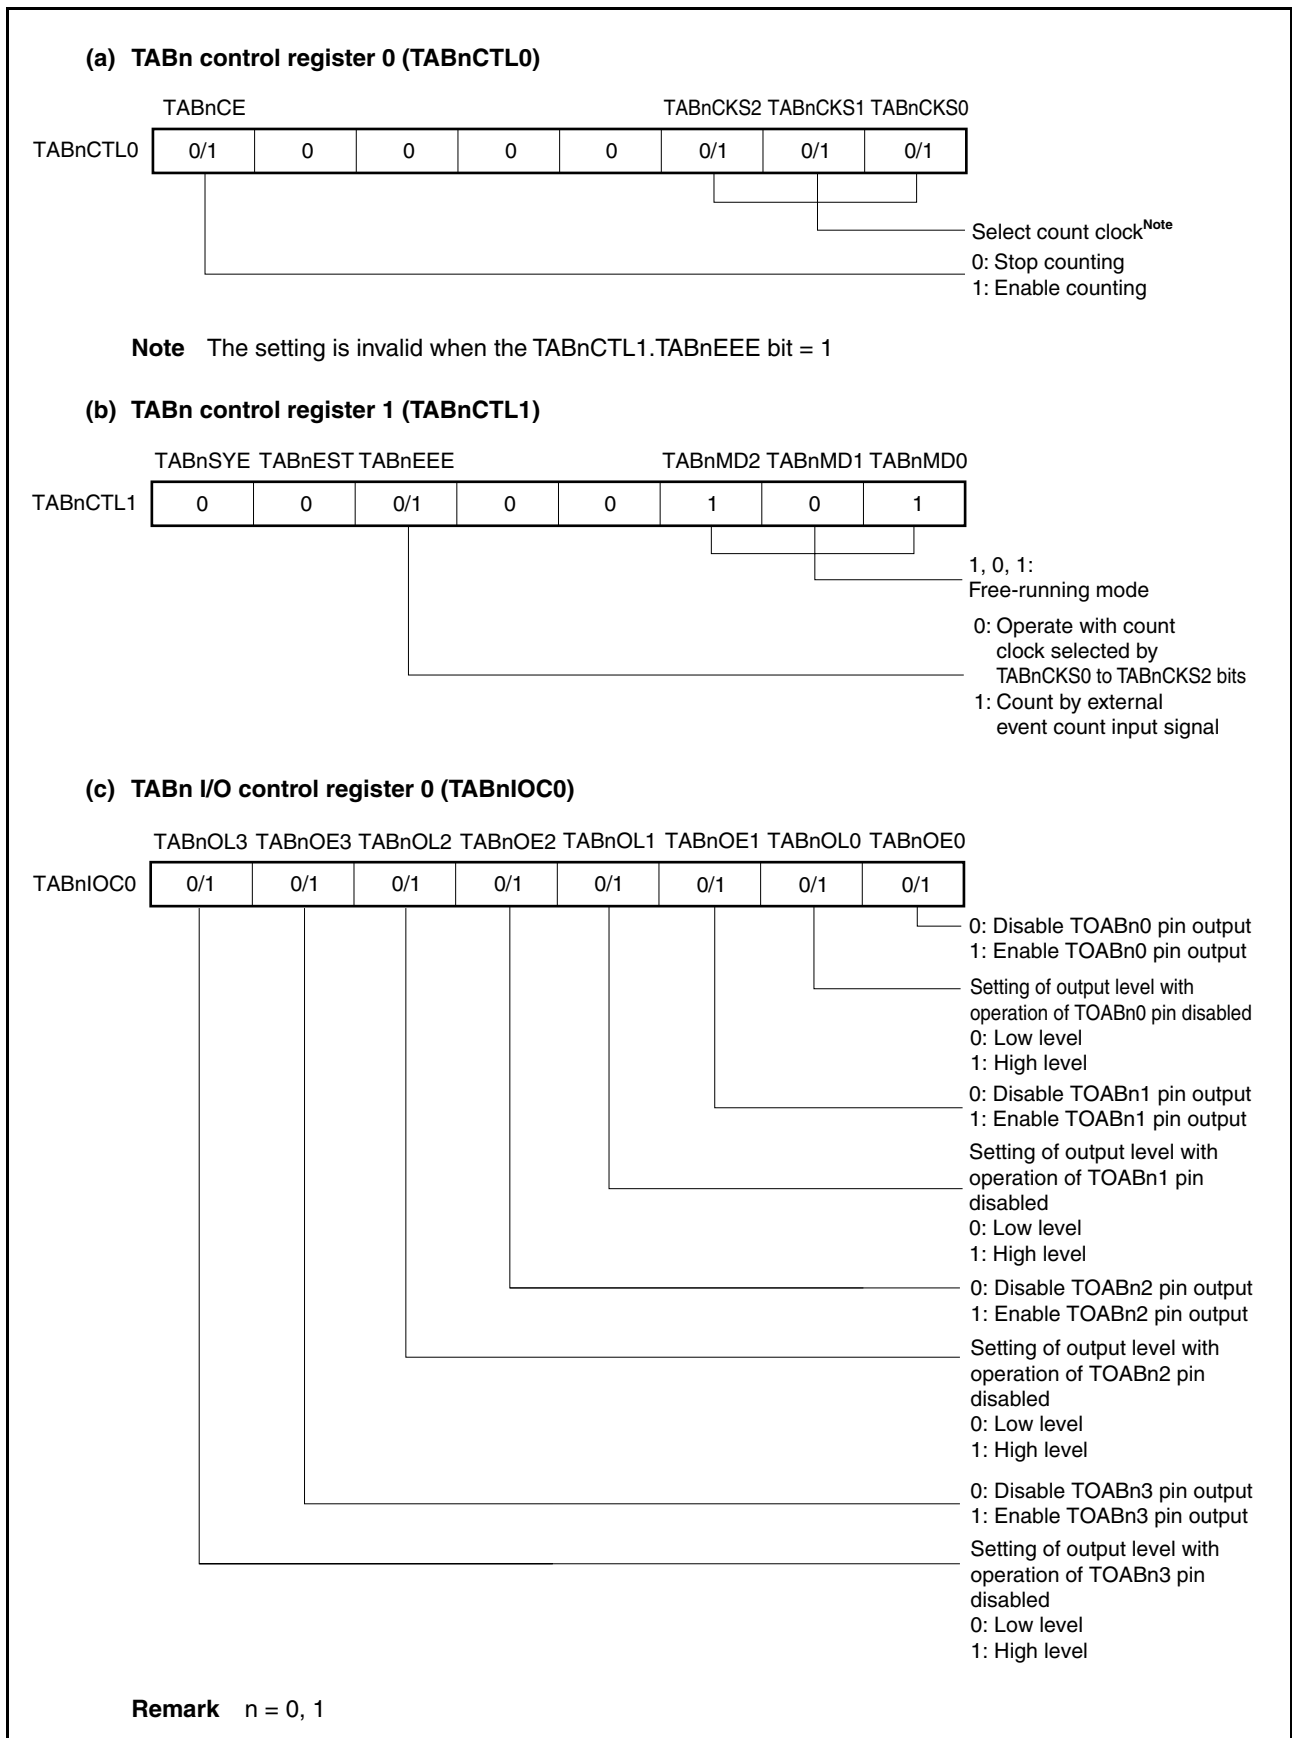 (a) TABn control register 0 (TABnCTL0)
TABnCE TABnCKS2 TABnCKS1 TABnCKS0
TABnCTL0 0/1 0 0 0 0 0/1 0/1 0/1
Select count clockNote
0: Stop counting
1: Enable counting
Note The setting is invalid when the TABnCTL1.TABnEEE bit = 1
(b) TABn control register 1 (TABnCTL1)
TABnSYE TABnEST TABnEEE TABnMD2 TABnMD1 TABnMD0
TABnCTL1 0 0 0/1 0 0 1 0 1
1, 0, 1:
Free-running mode
0: Operate with count
clock selected by
TABnCKS0 to TABnCKS2 bits
1: Count by external
event count input signal
(c) TABn I/O control register 0 (TABnIOC0)
TABnOL3 TABnOE3 TABnOL2 TABnOE2 TABnOL1 TABnOE1 TABnOL0 TABnOE0
TABnIOC0 0/1 0/1 0/1 0/1 0/1 0/1 0/1 0/1
0: Disable TOABn0 pin output
1: Enable TOABn0 pin output
Setting of output level with
operation of TOABn0 pin disabled
0: Low level
1: High level
0: Disable TOABn1 pin output
1: Enable TOABn1 pin output
Setting of output level with
operation of TOABn1 pin
disabled
0: Low level
1: High level
0: Disable TOABn2 pin output
1: Enable TOABn2 pin output
Setting of output level with
operation of TOABn2 pin
disabled
0: Low level
1: High level
0: Disable TOABn3 pin output
1: Enable TOABn3 pin output
Setting of output level with
operation of TOABn3 pin
disabled
0: Low level
1: High level
Remark n = 0, 1